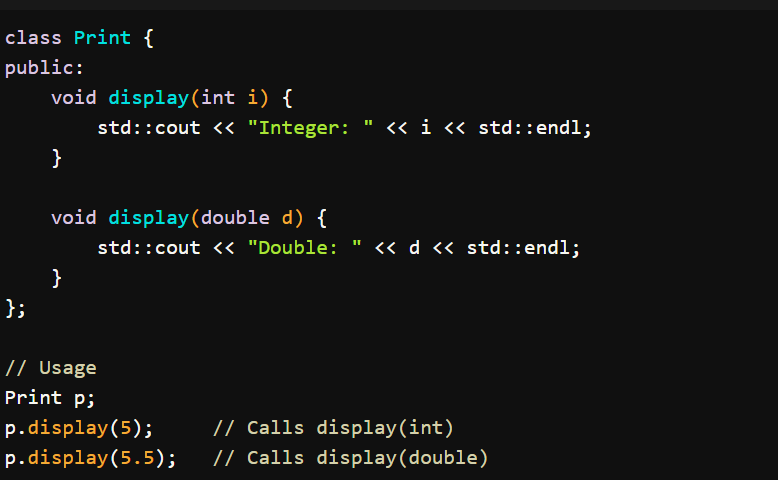 class Print {
public:
    void display(int i) {
        std::cout << "Integer: " << i << std::endl;
    }

    void display(double d) {
        std::cout << "Double: " << d << std::endl;
    }
};

// Usage
Print p;
p.display(5);     // Calls display(int)
p.display(5.5);   // Calls display(double)